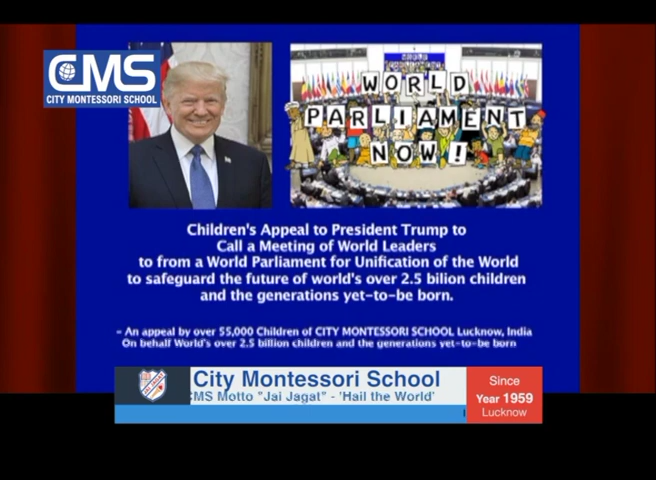 CMS
CITY MONTESSORI SCHOOL
WORLD
PARLIAMENT
NOW!
Children's Appeal to President Trump to
Call a Meeting of World Leaders
to from a World Parliament for Unification of the World
to safeguard the future of world's over 2.5 bilion children
and the generations yet-to-be born.
- An appeal by over 55,000 Children of CITY MONTESSORI SCHOOL Lucknow, India
On behalf World's over 2.5 billion children and the generations yet-to-be born
City Montessori School
CMS Motto "Jai Jagat" - 'Hail the World'
Since
Year 1959
Lucknow